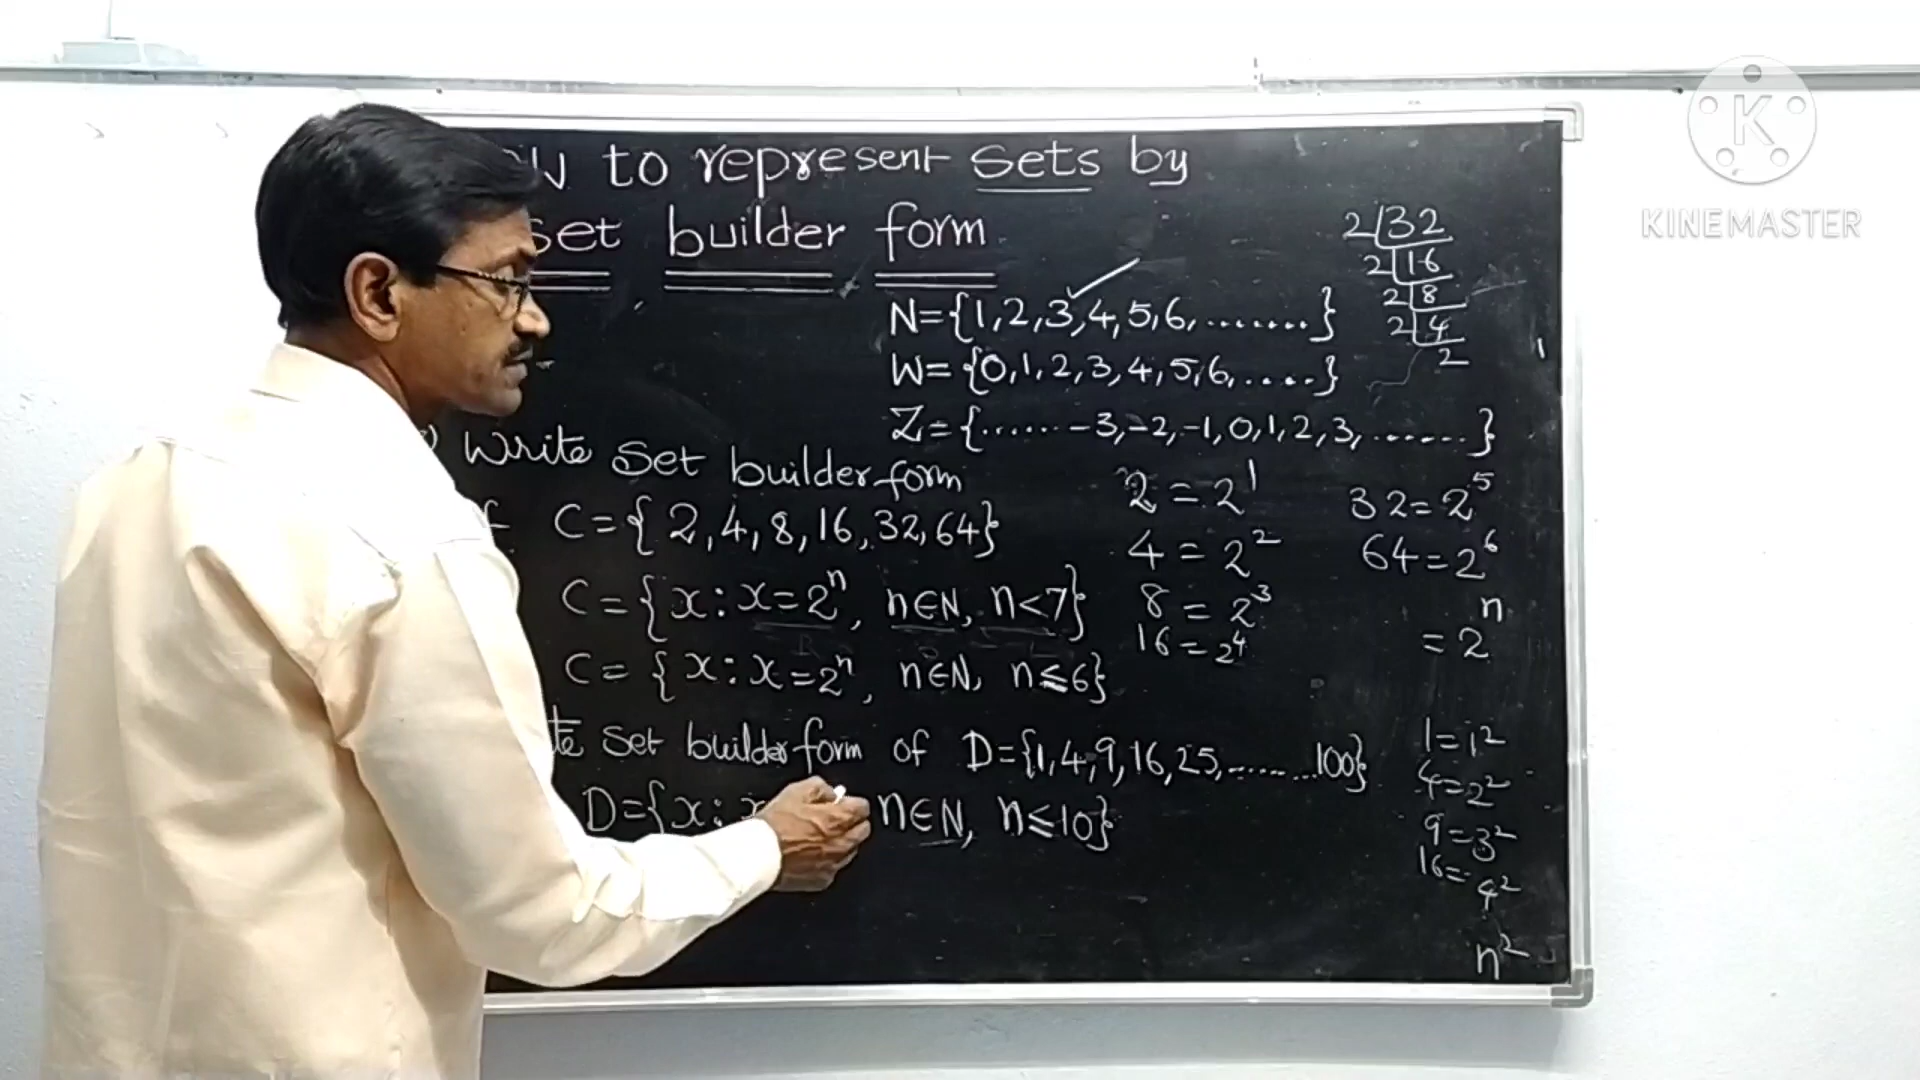 to represent sets by
set builder form
N={1,2,3,4,5,6,........}
W={0,1,2,3,4,5,6,.....}
Z={......-3,-2,-1,0,1,2,3,......}
Write set builder form
C={2,4,8,16,32,64}
C={x:x=2ⁿ, n∈N, n<7}
C={x:x=2ⁿ, n∈N, n≤6}
set builder form of D={1,4,9,16,25,........100}
D={x: n∈N, n≤10}
2|32
2|16
2|8
2|4
2
2=2¹
4=2²
8=2³
16=2⁴
32=2⁵
64=2⁶
=2ⁿ
1=1²
4=2²
9=3²
16=4²
n²
K
KINEMASTER